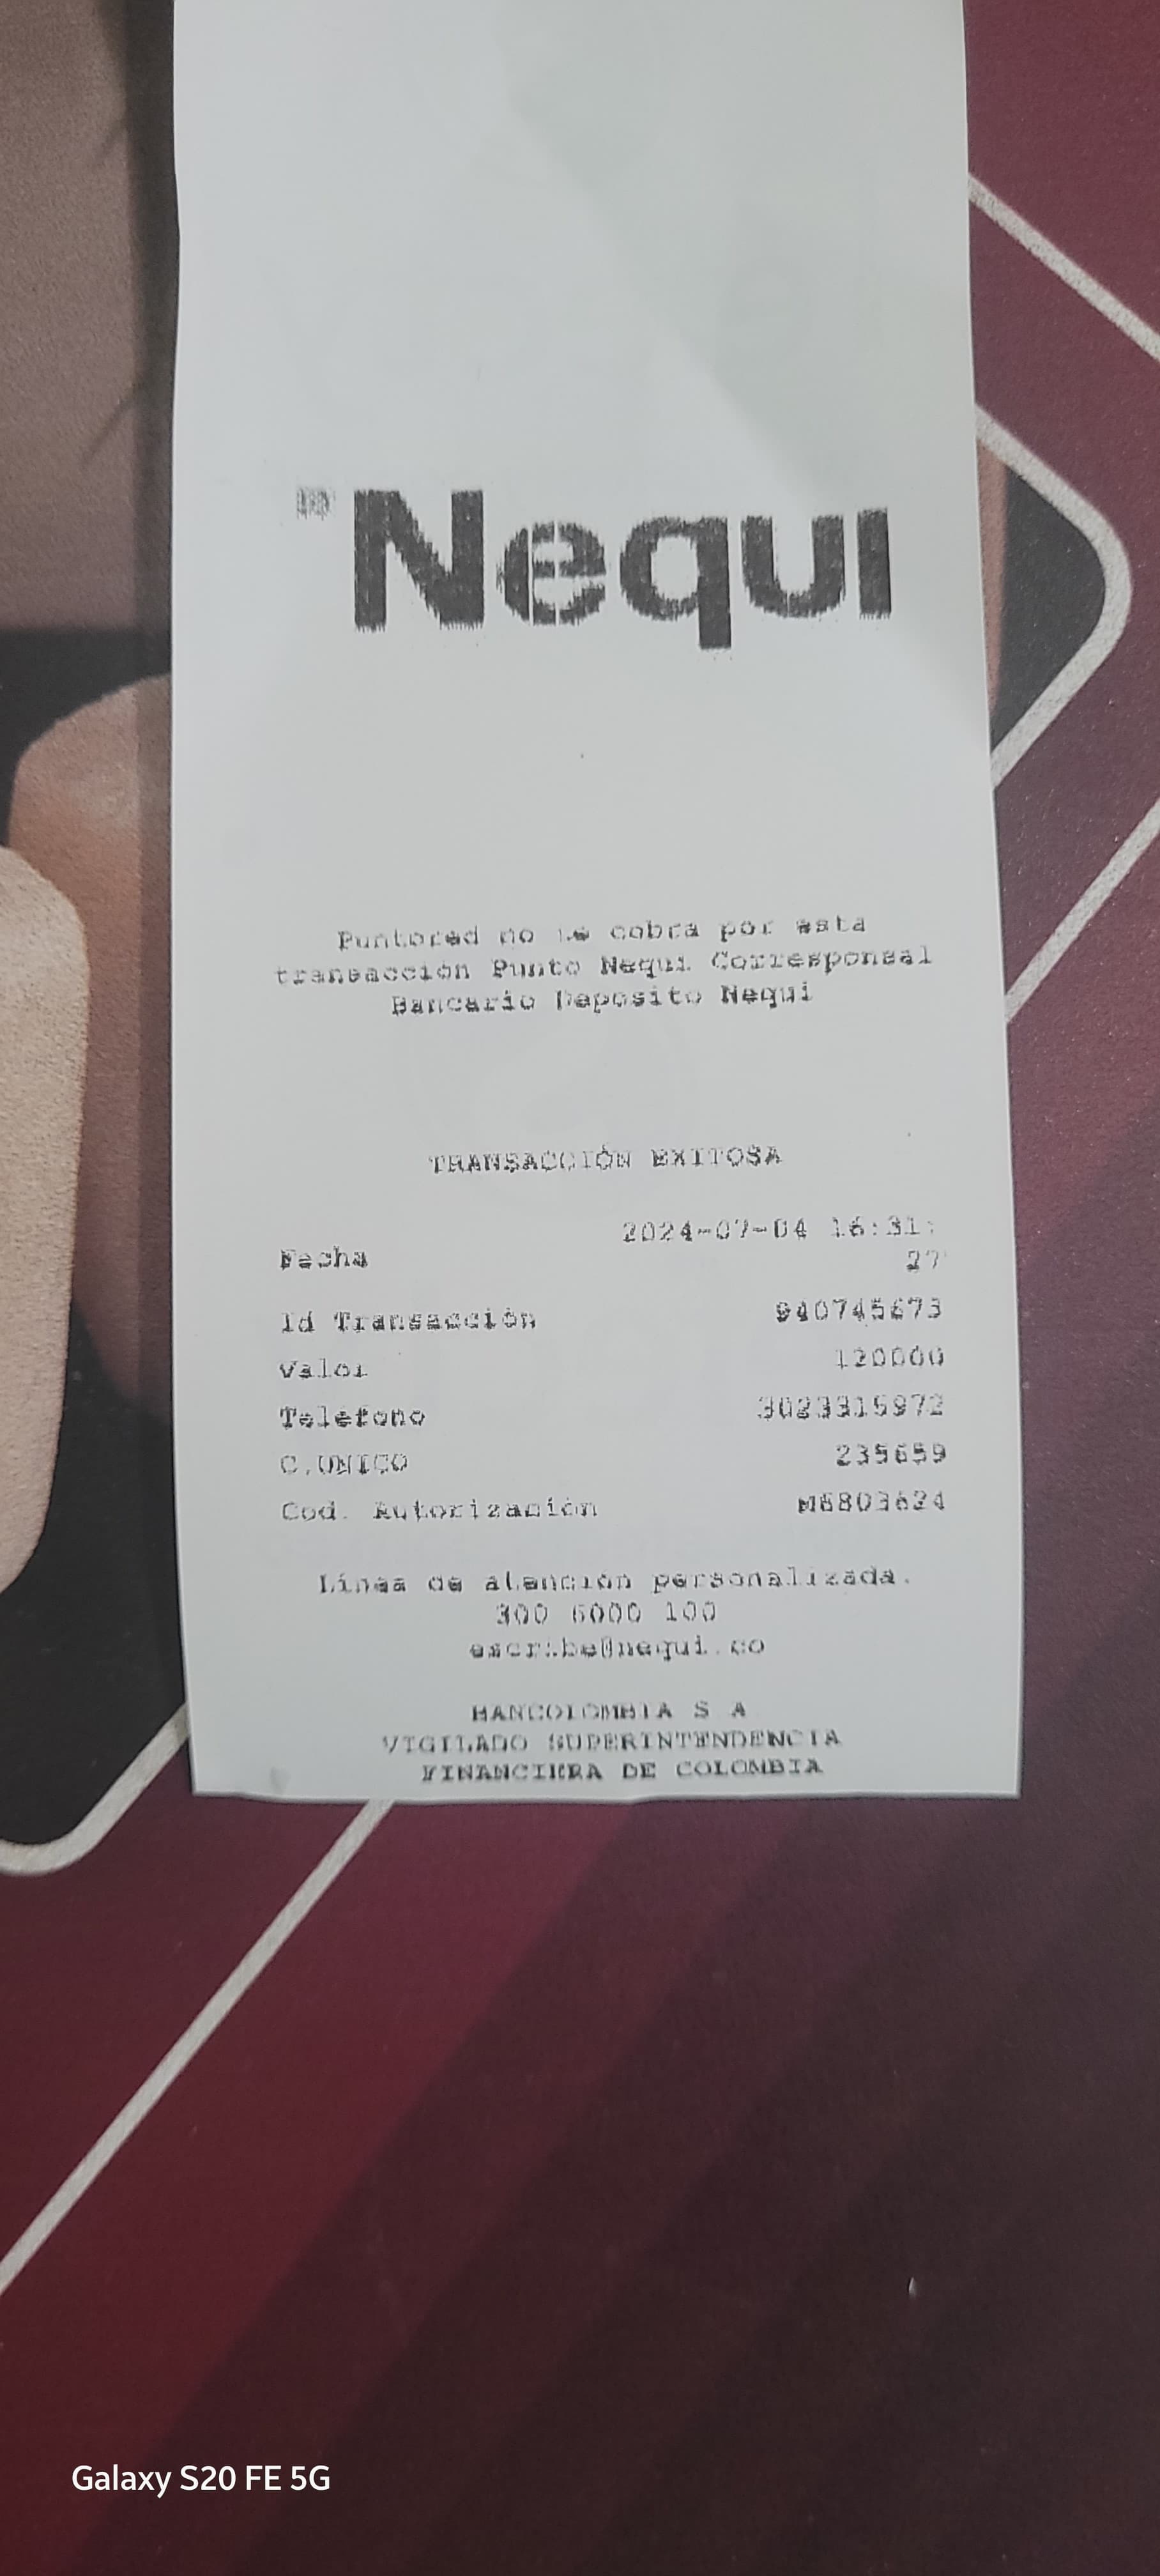 Nequi
Puntored no le cobra por esta
transacción Punto Nequi Corresponsal
Bancario Deposito Nequi
TRANSACCIÓN EXITOSA
Fecha 2024-07-04 16:31:
27
Id Transacción 940745673
Valor 120000
Telefono 3023315972
C.UNICO 235659
Cod. Autorización M6803624
Línea de atención personalizada.
300 6000 100
escribe@nequi.co
BANCOLOMBIA S A
VIGILADO SUPERINTENDENCIA
FINANCIERA DE COLOMBIA
Galaxy S20 FE 5G